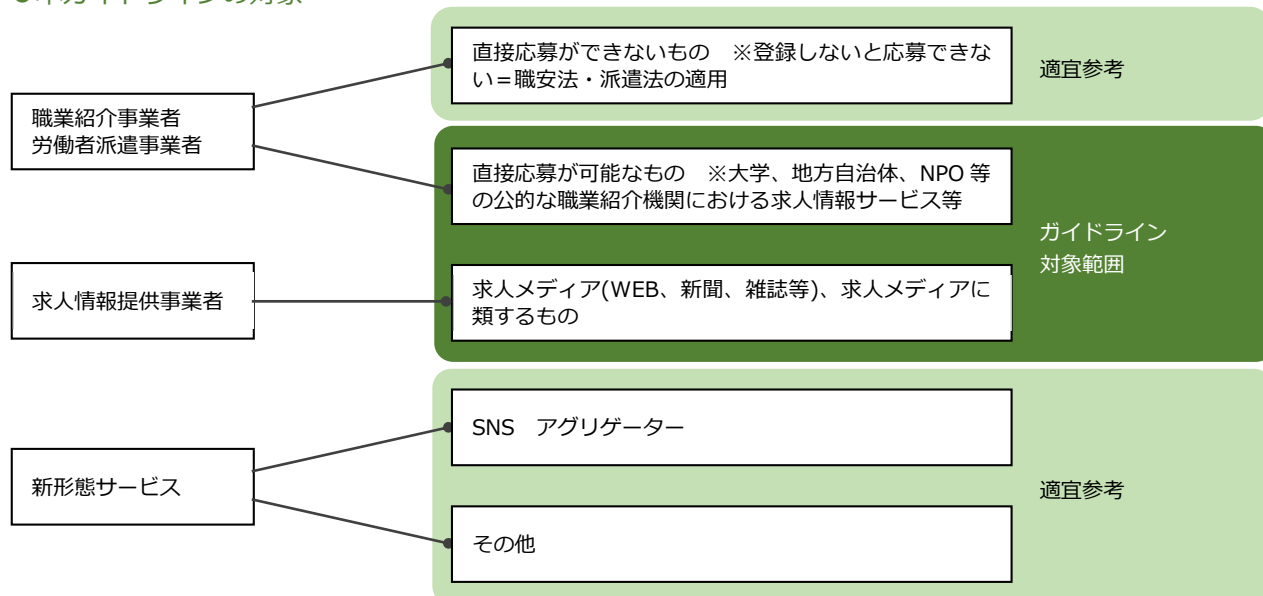 直接応募ができないもの　※登録しないと応募できな
い＝職安法・派遣法の適用
適宜参考
職業紹介事業者
労働者派遣事業者
直接応募が可能なもの　※大学、地方自治体、NPO 等
の公的な職業紹介機関における求人情報サービス等
ガイドライン
対象範囲
求人情報提供事業者
求人メディア(WEB、新聞、雑誌等)、求人メディアに
類するもの
SNS　アグリゲーター
新形態サービス
適宜参考
その他